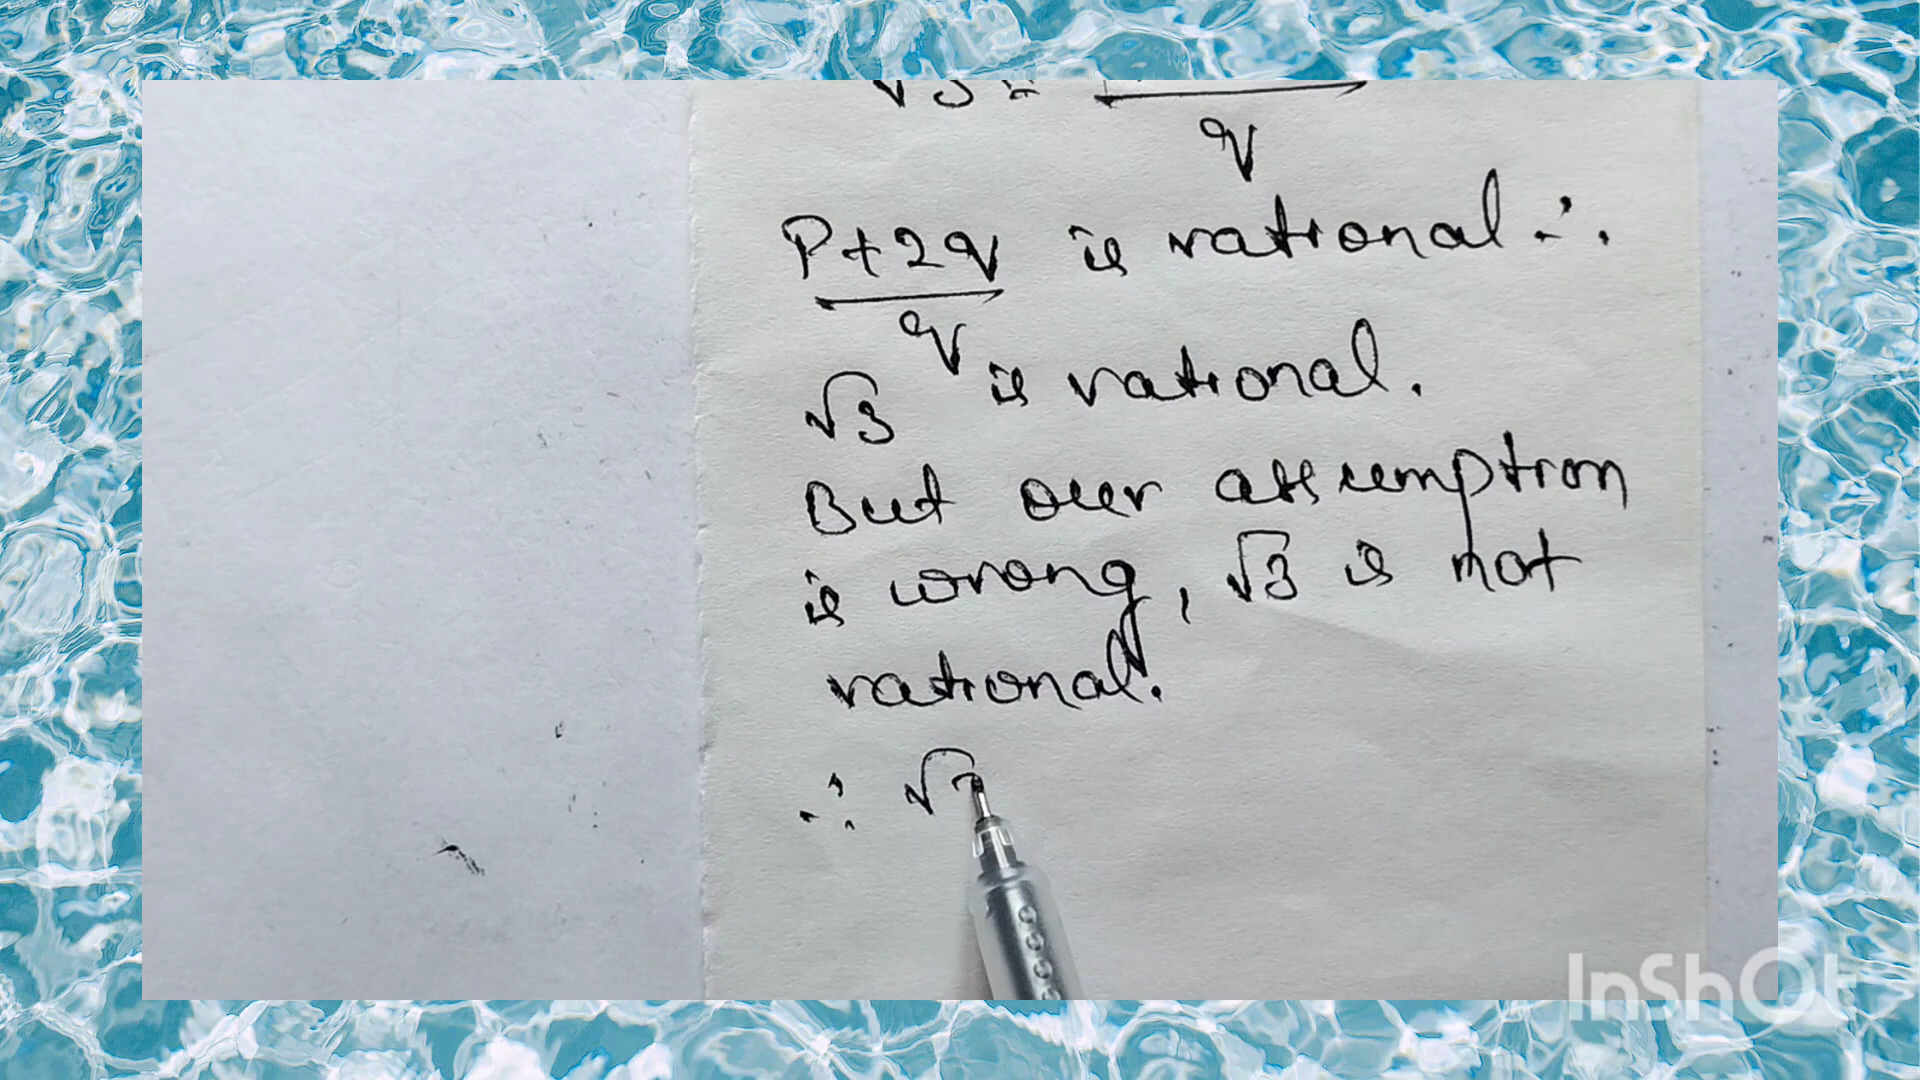 √3 =
q
P+2q is rational ∴
q
√3 is rational.
But our assumption
is wrong, √3 is not
rational.
∴ √
InShOt